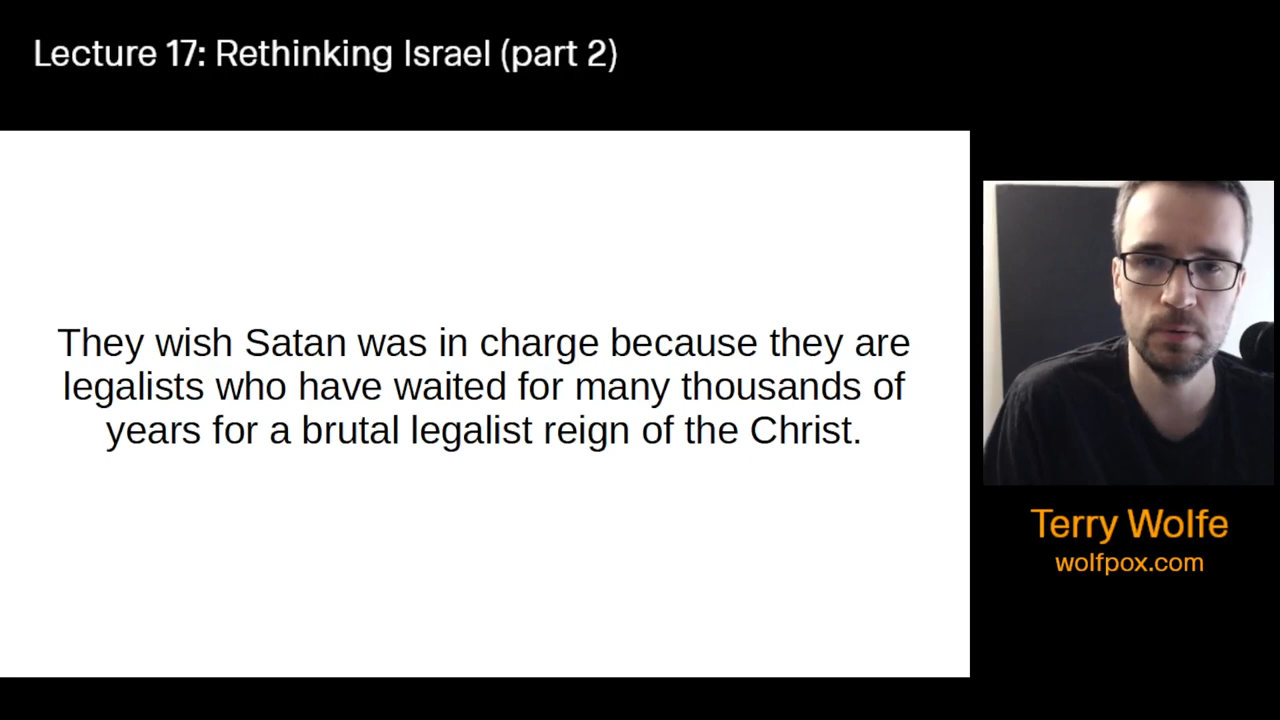 Lecture 17: Rethinking Israel (part 2)
They wish Satan was in charge because they are
legalists who have waited for many thousands of
years for a brutal legalist reign of the Christ.
Terry Wolfe
wolfpox.com